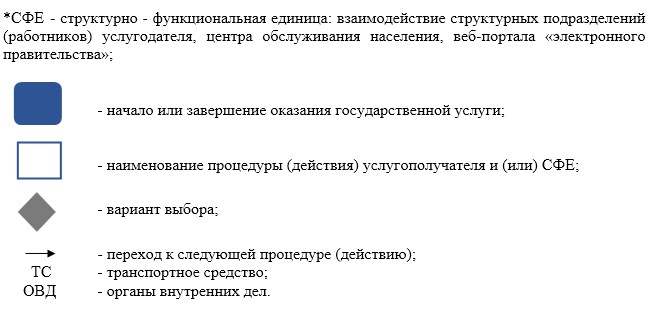 *СФЕ - структурно - функциональная единица: взаимодействие структурных подразделений
(работников) услугодателя, центра обслуживания населения, веб-портала «электронного
правительства»;
- начало или завершение оказания государственной услуги;
- наименование процедуры (действия) услугополучателя и (или) СФЕ;
- вариант выбора;
- переход к следующей процедуре (действию);
ТС - транспортное средство;
ОВД - органы внутренних дел.